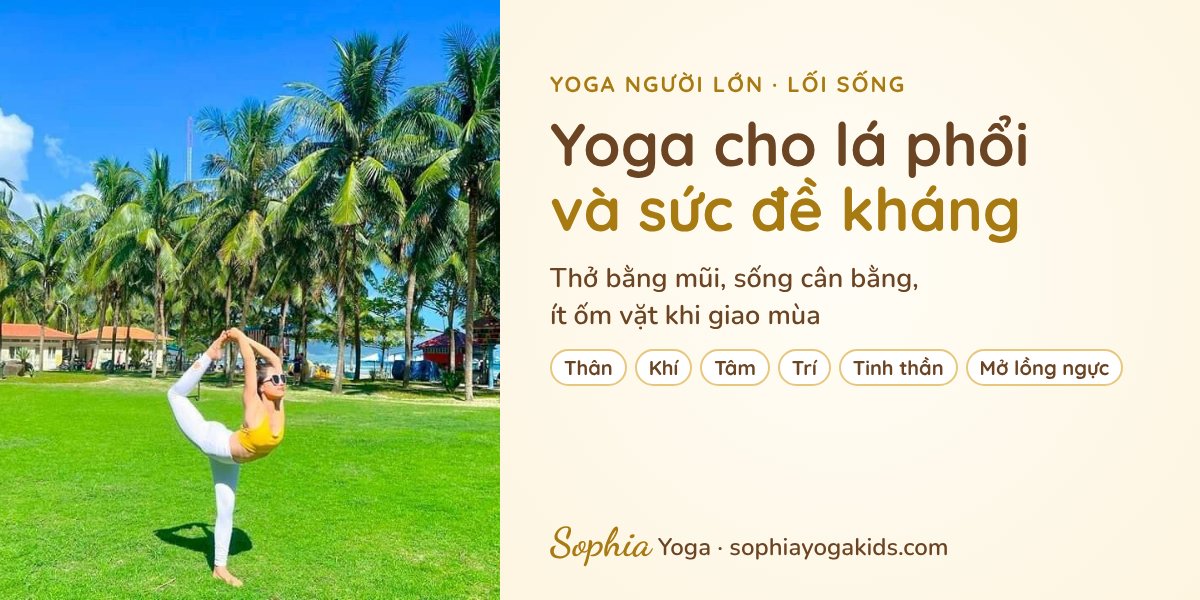 YOGA NGƯỜI LỚN · LỐI SỐNG
Yoga cho lá phổi
và sức đề kháng
Thở bằng mũi, sống cân bằng,
ít ốm vặt khi giao mùa
Thân Khí Tâm Trí Tinh thần Mở lồng ngực
Sophia Yoga · sophiayogakids.com